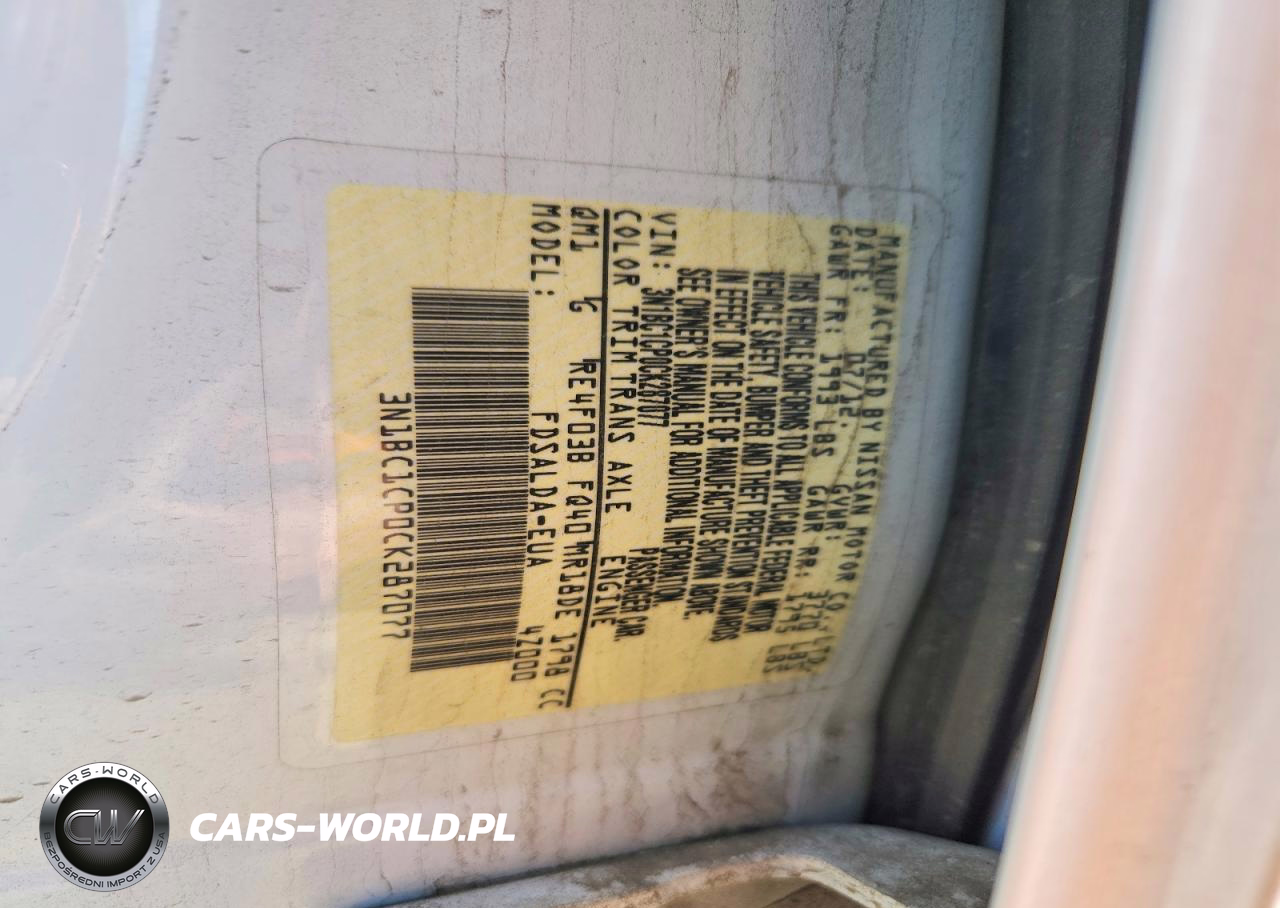 MANUFACTURED BY NISSAN MOTOR CO., LTD.
DATE: 07/12. GVWR: 3770 LBS
GAWR FR: 1993 LBS GAWR RR: 1795 LBS
THIS VEHICLE CONFORMS TO ALL APPLICABLE FEDERAL MOTOR
VEHICLE SAFETY, BUMPER AND THEFT PREVENTION STANDARDS
IN EFFECT ON THE DATE OF MANUFACTURE SHOWN ABOVE.
SEE OWNER'S MANUAL FOR ADDITIONAL INFORMATION.
VIN: 3N1BC1CP0CK287077 PASSENGER CAR
COLOR TRIM TRANS AXLE ENGINE
QM1 G RE4F03B FQ40 MR18DE 1798 CC
MODEL: FDSALDA-EUA 4Z000
3N1BC1CP0CK287077
CARS-WORLD
CW
BEZPOŚREDNI IMPORT Z USA
CARS-WORLD.PL